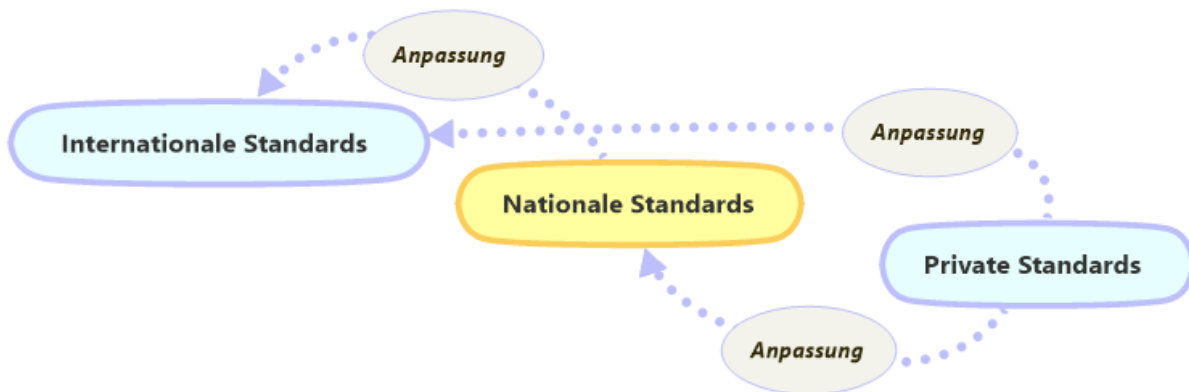 Anpassung
Internationale Standards
Anpassung
Nationale Standards
Private Standards
Anpassung